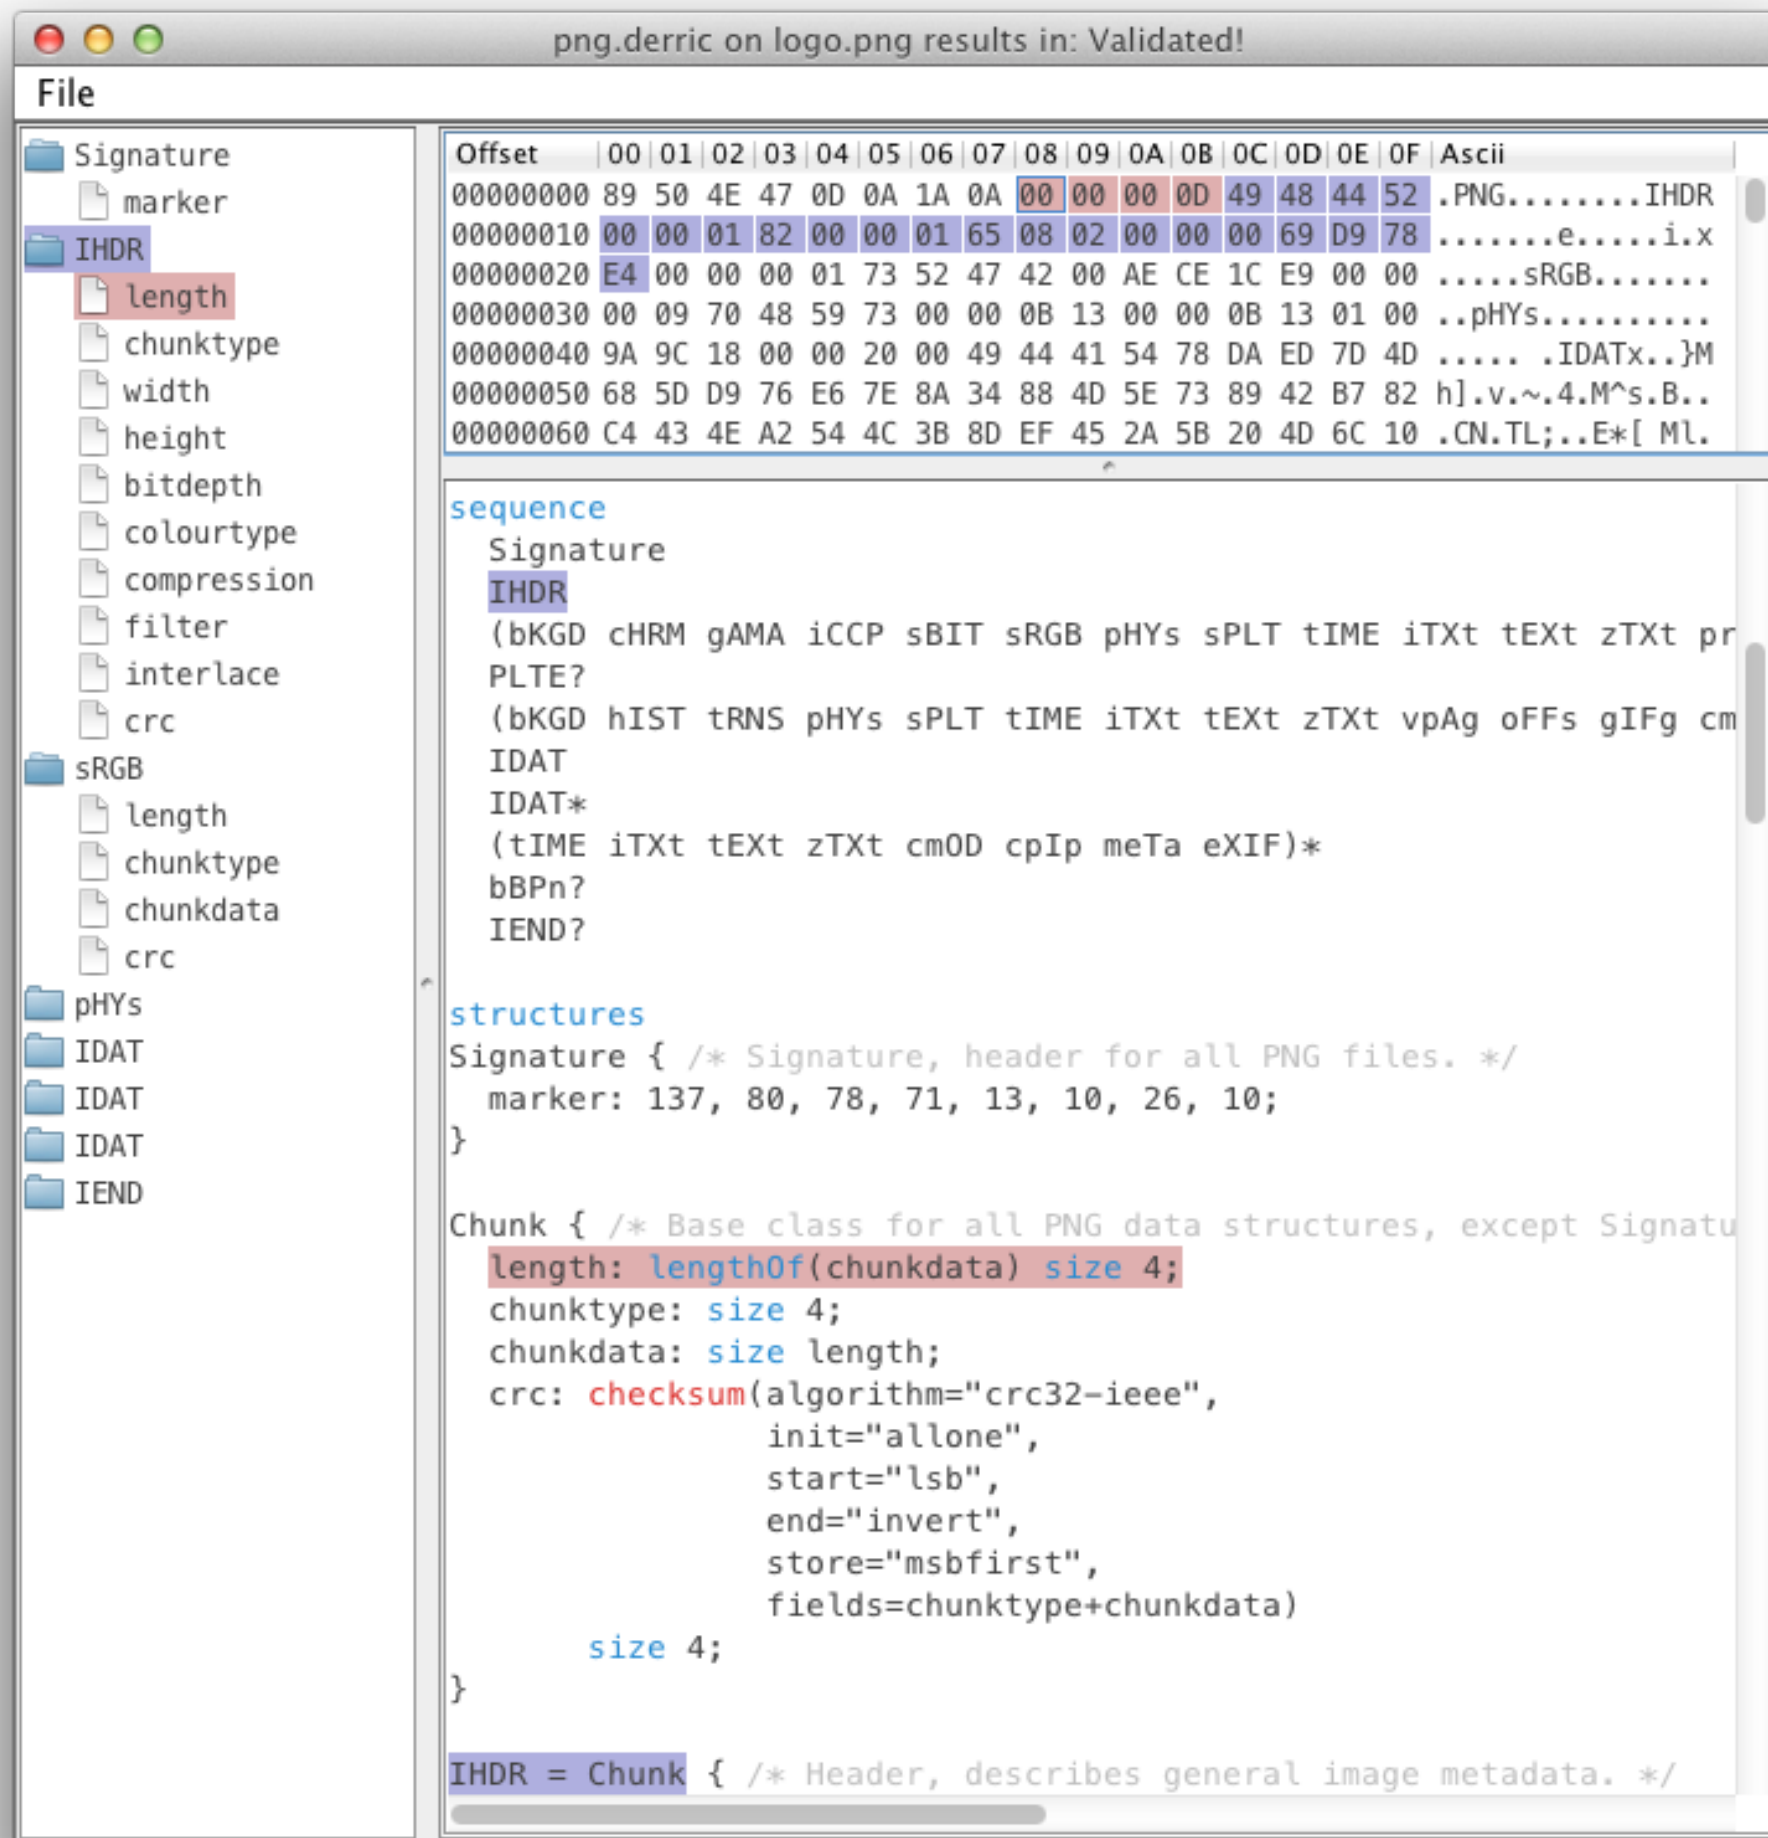 png.derric on logo.png results in: Validated!
File
Signature
marker
IHDR
length
chunktype
width
height
bitdepth
colourtype
compression
filter
interlace
crc
sRGB
length
chunktype
chunkdata
crc
pHYs
IDAT
IDAT
IDAT
IEND
Offset 00 01 02 03 04 05 06 07 08 09 0A 0B 0C 0D 0E 0F Ascii
00000000 89 50 4E 47 0D 0A 1A 0A 00 00 00 0D 49 48 44 52 .PNG........IHDR
00000010 00 00 01 82 00 00 01 65 08 02 00 00 00 69 D9 78 .......e.....i.x
00000020 E4 00 00 00 01 73 52 47 42 00 AE CE 1C E9 00 00 .....sRGB.......
00000030 00 09 70 48 59 73 00 00 0B 13 00 00 0B 13 01 00 ..pHYs..........
00000040 9A 9C 18 00 00 20 00 49 44 41 54 78 DA ED 7D 4D ..... .IDATx..}M
00000050 68 5D D9 76 E6 7E 8A 34 88 4D 5E 73 89 42 B7 82 h].v.~.4.M^s.B..
00000060 C4 43 4E A2 54 4C 3B 8D EF 45 2A 5B 20 4D 6C 10 .CN.TL;..E*[ Ml.
sequence
Signature
IHDR
(bKGD cHRM gAMA iCCP sBIT sRGB pHYs sPLT tIME iTXt tEXt zTXt pr
PLTE?
(bKGD hIST tRNS pHYs sPLT tIME iTXt tEXt zTXt vpAg oFFs gIFg cm
IDAT
IDAT*
(tIME iTXt tEXt zTXt cmOD cpIp meTa eXIF)*
bBPn?
IEND?
structures
Signature { /* Signature, header for all PNG files. */
marker: 137, 80, 78, 71, 13, 10, 26, 10;
}
Chunk { /* Base class for all PNG data structures, except Signatu
length: lengthOf(chunkdata) size 4;
chunktype: size 4;
chunkdata: size length;
crc: checksum(algorithm="crc32-ieee",
init="allone",
start="lsb",
end="invert",
store="msbfirst",
fields=chunktype+chunkdata)
size 4;
}
IHDR = Chunk { /* Header, describes general image metadata. */